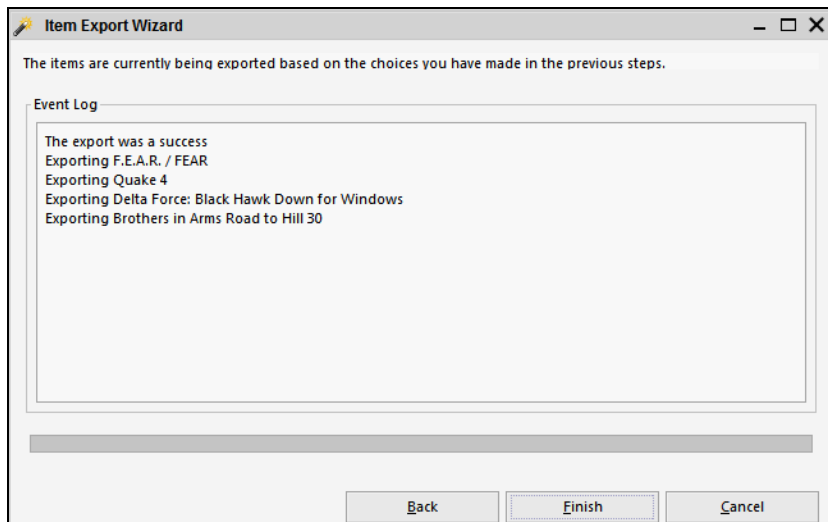 Item Export Wizard
The items are currently being exported based on the choices you have made in the previous steps.
Event Log
The export was a success
Exporting F.E.A.R. / FEAR
Exporting Quake 4
Exporting Delta Force: Black Hawk Down for Windows
Exporting Brothers in Arms Road to Hill 30
Back Finish Cancel